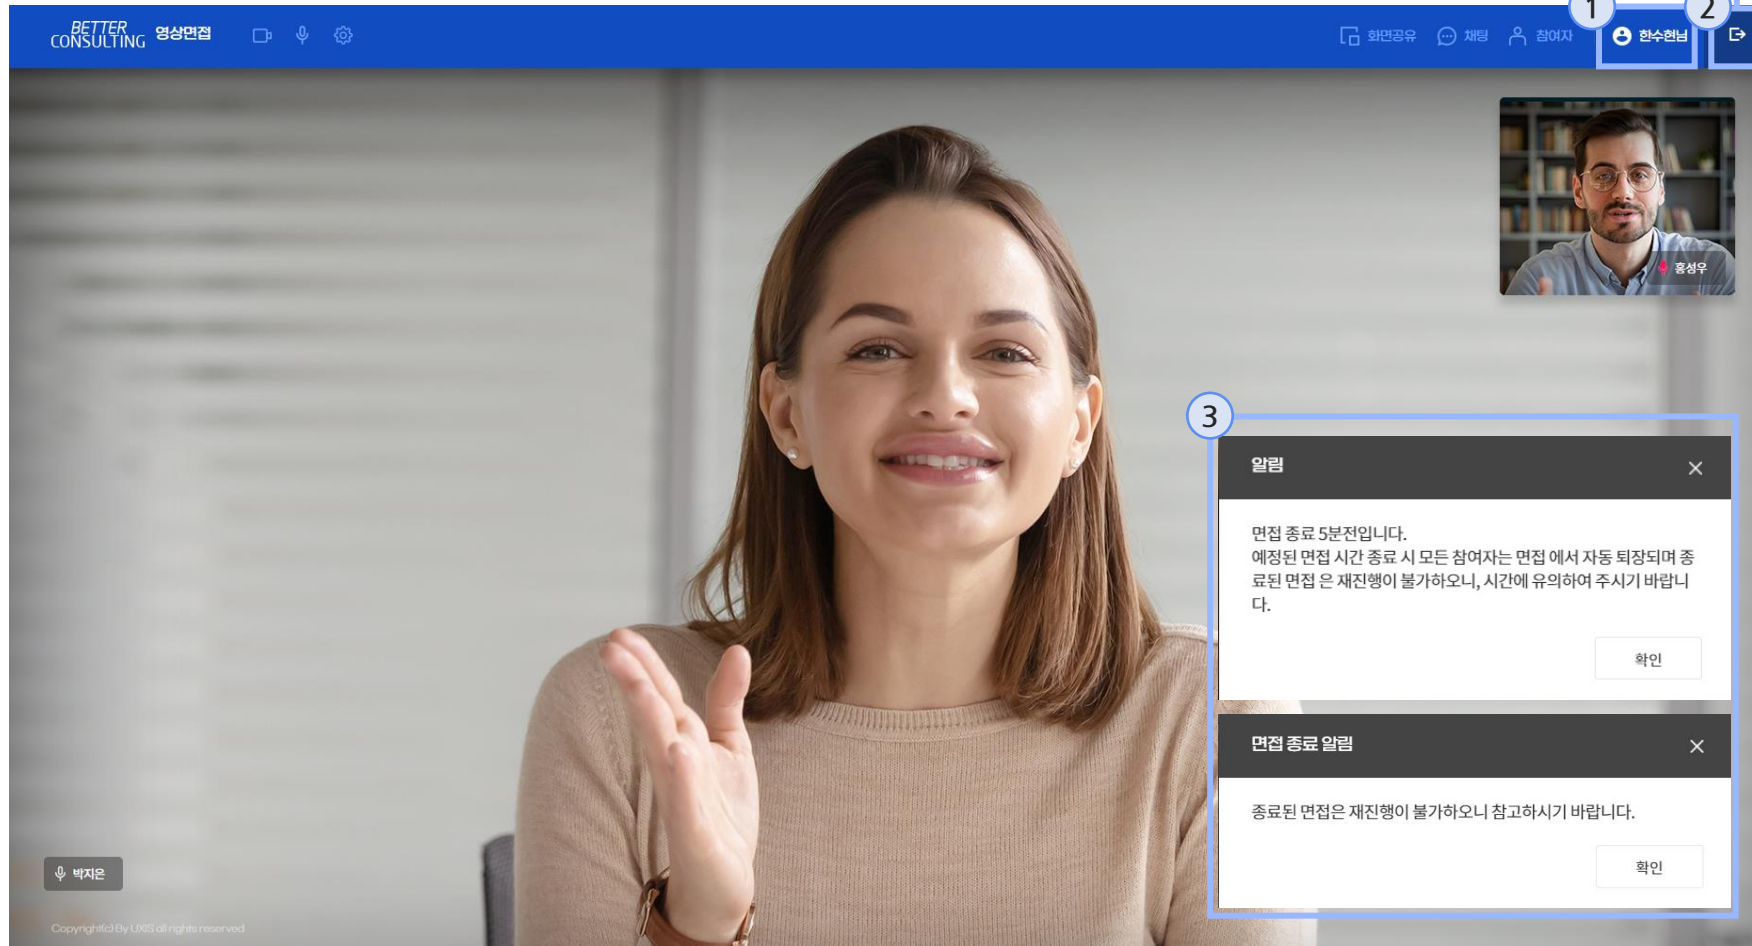 BETTER
CONSULTING 영상면접
화면공유 채팅 참여자 한수현님
1
2
홍성우
3
알림
면접 종료 5분전입니다.
예정된 면접 시간 종료 시 모든 참여자는 면접 에서 자동 퇴장되며 종
료된 면접 은 재진행이 불가하오니, 시간에 유의하여 주시기 바랍니
다.
확인
면접 종료 알림
종료된 면접은 재진행이 불가하오니 참고하시기 바랍니다.
확인
박지은
Copyright(c) By UXIS all rights reserved